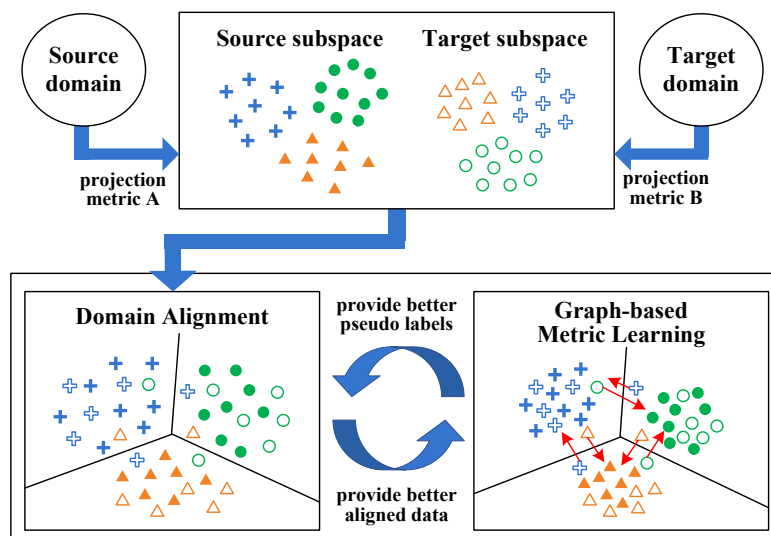 Source
domain
Source subspace
Target subspace
Target
domain
projection
metric A
projection
metric B
Domain Alignment
provide better
pseudo labels
Graph-based
Metric Learning
provide better
aligned data